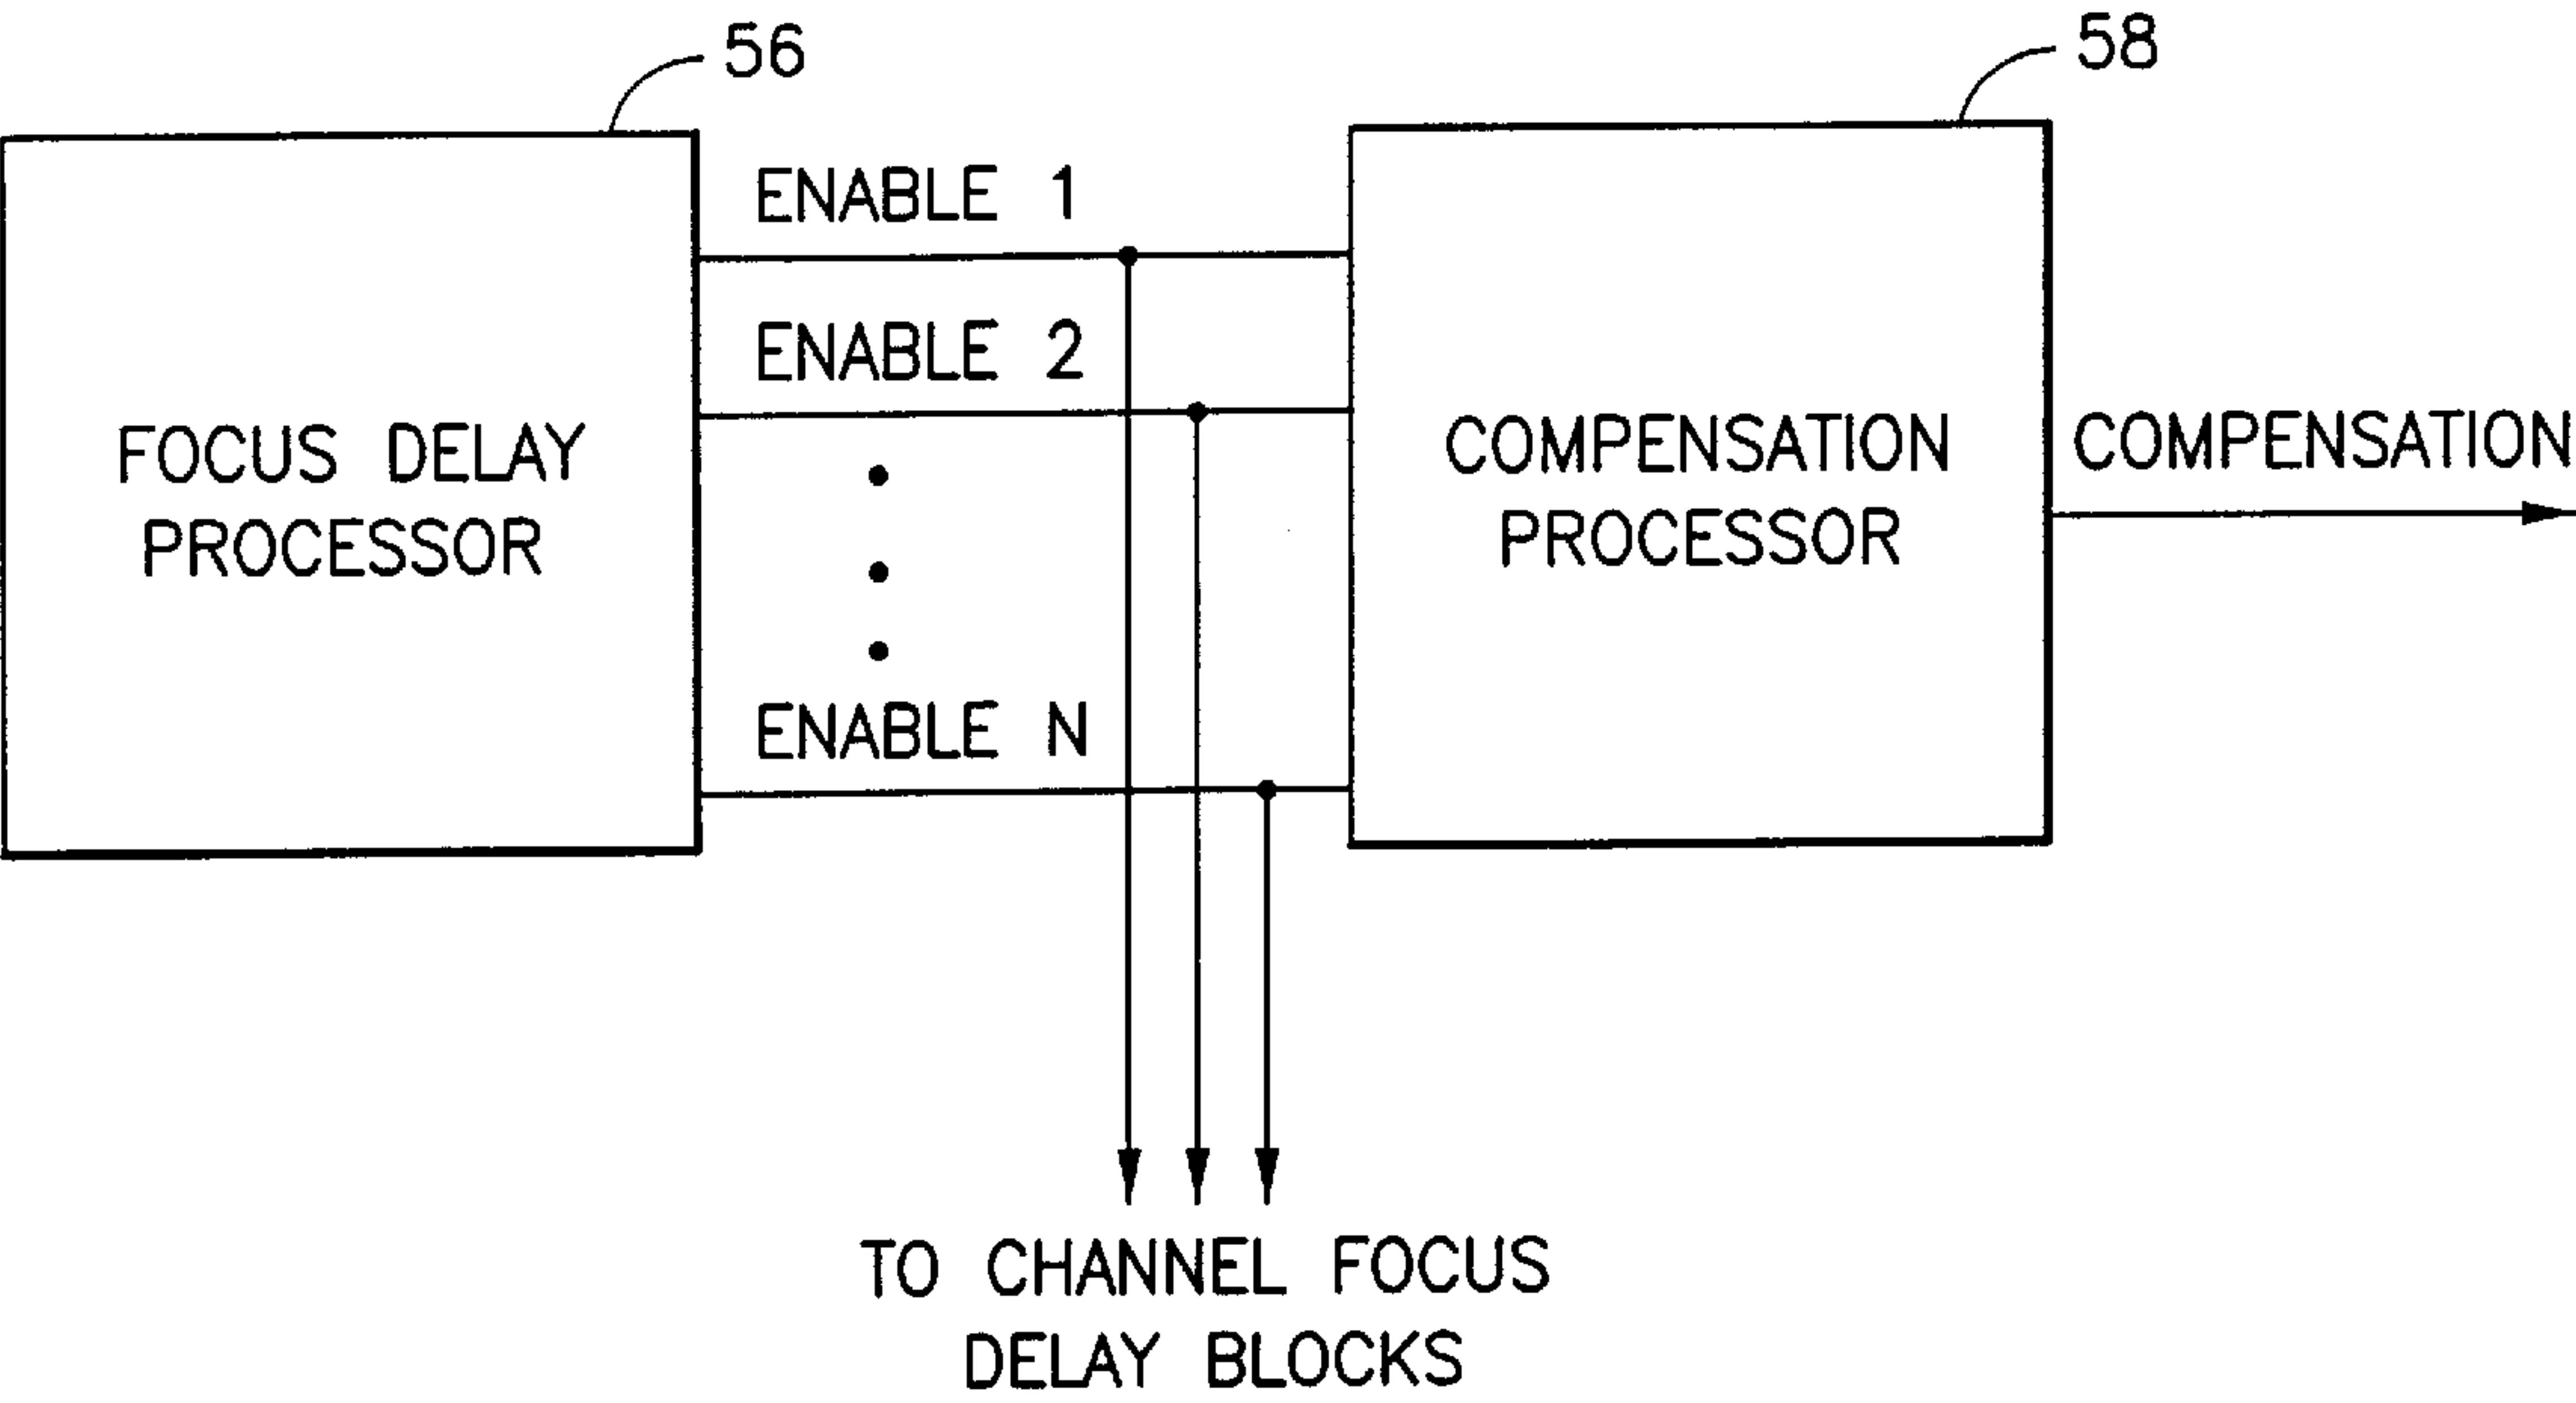 56
58
ENABLE 1
ENABLE 2
FOCUS DELAY
PROCESSOR
COMPENSATION
PROCESSOR
COMPENSATION
ENABLE N
TO CHANNEL FOCUS
DELAY BLOCKS